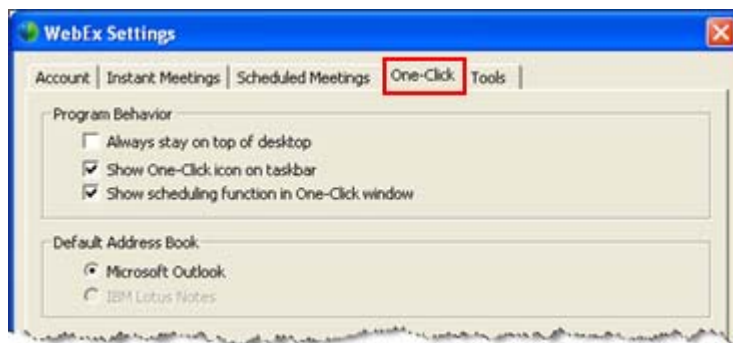 WebEx Settings
Account Instant Meetings Scheduled Meetings One-Click Tools
Program Behavior
Always stay on top of desktop
Show One-Click icon on taskbar
Show scheduling function in One-Click window
Default Address Book
Microsoft Outlook
IBM Lotus Notes